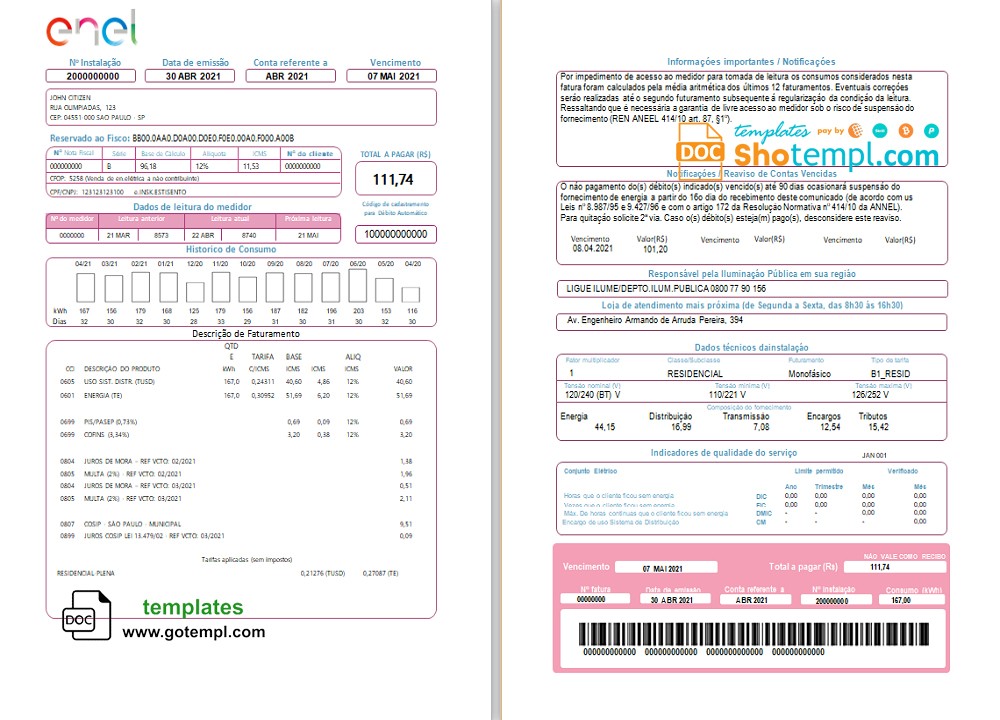 enel
Nº Instalação
Data de emissão
Conta referente a
Vencimento
2000000000
30 ABR 2021
ABR 2021
07 MAI 2021
JOHN CITIZEN
RUA OLIMPIADAS, 123
CEP: 04551 000 SAO PAULO - SP
Reservado ao Fisco: BB00.0AA0.D0A00.D0E0.F0E0.00A0.F000.A00B
Nº Nota Fiscal
Série
Base de Cálculo
Alíquota
ICMS
Nº do cliente
000000000
B
96,18
12%
11,53
000000000
CFOP: 5258 (Venda de en.elétrica a não contribuinte)
CPF/CNPJ: 123123123100 e.INSK.ESTISENTO
TOTAL A PAGAR (R$)
111,74
Dados de leitura do medidor
Nº do medidor
Leitura anterior
Leitura atual
Próxima leitura
0000000
21 MAR
8573
22 ABR
8740
21 MAI
Código de cadastramento
para Débito Automático
100000000000
Historico de Consumo
04/21 03/21 02/21 01/21 12/20 11/20 10/20 09/20 08/20 07/20 06/20 05/20 04/20
kWh 167 156 179 168 125 179 156 187 182 196 203 153 116
Dias 32 30 32 30 28 33 29 31 30 31 32 30 30
Descrição de Faturamento
QTD
E TARIFA BASE ALIQ
CCI DESCRIÇÃO DO PRODUTO kWh C/ICMS ICMS ICMS VALOR
0605 USO SIST. DISTR. (TUSD) 167,0 0,24311 40,60 4,86 12% 40,60
0601 ENERGIA (TE) 167,0 0,30952 51,69 6,20 12% 51,69
0699 PIS/PASEP (0,73%) 0,69 0,09 12% 0,69
0699 COFINS (3,34%) 3,20 0,38 12% 3,20
0804 JUROS DE MORA - REF VCTO: 02/2021 1,38
0805 MULTA (2%) - REF VCTO: 02/2021 1,96
0804 JUROS DE MORA - REF VCTO: 03/2021 0,51
0805 MULTA (2%) - REF VCTO: 03/2021 2,11
0807 COSIP - SÃO PAULO - MUNICIPAL 9,51
0899 JUROS COSIP LEI 13.479/02 - REF VCTO: 03/2021 0,09
Tarifas aplicadas (sem impostos)
RESIDENCIAL PLENA 0,21276 (TUSD) 0,27087 (TE)
DOC
templates
www.gotempl.com
Informações importantes / Notificações
Por impedimento de acesso ao medidor para tomada de leitura os consumos considerados nesta
fatura foram calculados pela média aritmética dos últimos 12 faturamentos. Eventuais correções
serão realizadas até o segundo futuramento subsequente á regularização da condição da leitura.
Ressaltando que é necessária a garantia de livre acesso ao medidor sob o risco de suspensão do
fornecimento (REN ANEEL 414/10 art. 87, §1º).
DOC
templates
pay by
Shotempl.com
Notificações / Reaviso de Contas Vencidas
O não pagamento do(s) débito(s) indicado(s) vencido(s) até 90 dias ocasionará suspensão do
fornecimento de energia a partir do 16o dia do recebimento deste comunicado (de acordo com us
Leis nº 8.987/95 e 9.427/96 e com o artigo 172 da Resolução Normativa nº 414/10 da ANNEL).
Para quitação solicite 2ª via. Caso o(s) débito(s) esteja(m) pago(s), desconsidere este reaviso.
Vencimento Valor(R$) Vencimento Valor(R$) Vencimento Valor(R$)
08.04.2021 101,20
Responsável pela Iluminação Pública em sua região
LIGUE ILUME/DEPTO.ILUM.PUBLICA 0800 77 90 156
Loja de atendimento mais próxima (de Segunda a Sexta, das 8h30 às 16h30)
Av. Engenheiro Armando de Arruda Pereira, 394
Dados técnicos dainstalação
Fator multiplicador Classe/Subclasse Futuramento Tipo de tarifa
1 RESIDENCIAL Monofásico B1_RESID
Tensão nominal (V) Tensão mínima (V) Tensão maxima (V)
120/240 (BT) V 110/221 V 126/252 V
Composição do fornecimento
Energia Distribuição Transmissão Encargos Tributos
44,15 16,99 7,08 12,54 15,42
Indicadores de qualidade do serviço
JAN 001
Conjunto Elétrico Limite permitido Verificado
Ano Trimestre Mês Mês
Horas que o cliente ficou sem energia DIC 0,00 0,00 0,00 0,00
Vezes que o cliente ficou sem energia FIC 0,00 0,00 0,00 0,00
Máx. De horas continuas que o cliente ficou sem energia DMIC - - 0,00 0,00
Encargo de uso Sistema de Distribuição CM - - 0,00
NÃO VALE COMO RECIBO
Vencimento
07 MAI 2021
Total a pagar (R$)
111,74
Nº fatura Data de emissão Conta referente a Nº instalação Consumo (kWh)
00000000 30 ABR 2021 ABR 2021 200000000 167,00
000000000000 000000000000 000000000000 000000000000